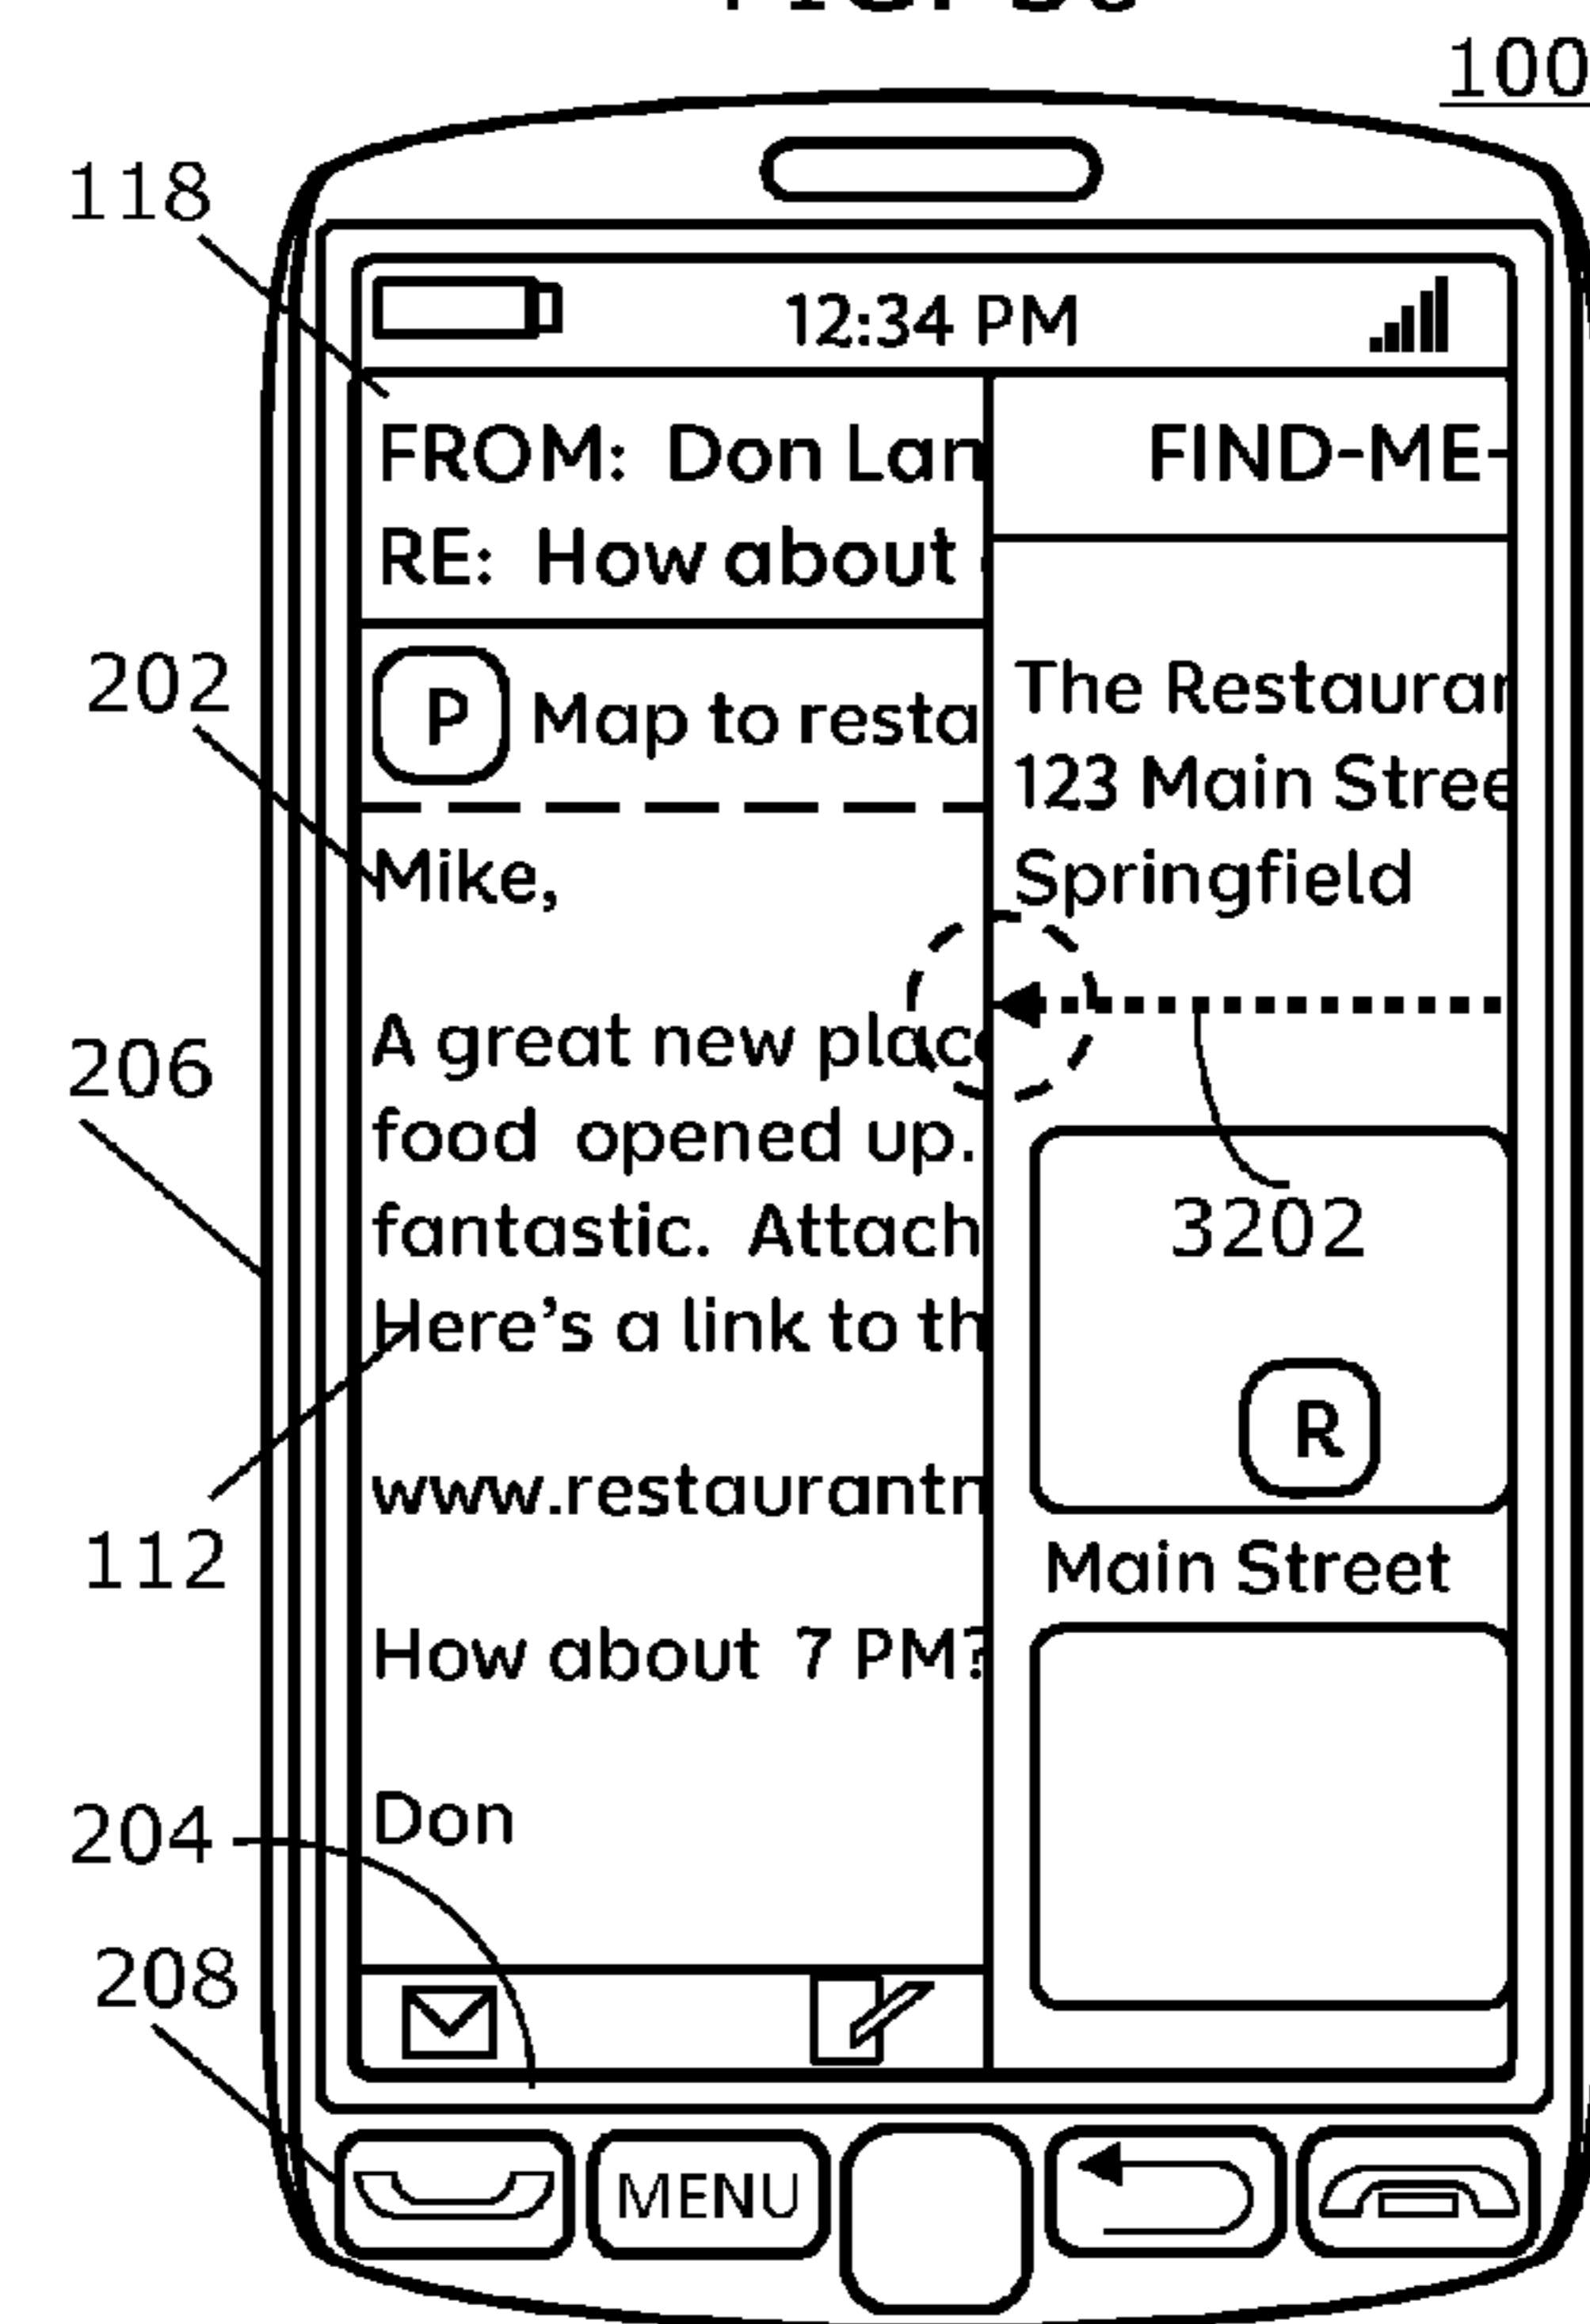 100
118
12:34 PM
FROM: Don Lan
RE: How about
FIND-ME-
202
P Map to resta
The Restauran
123 Main Stree
Springfield
Mike,
206
A great new place
food opened up.
fantastic. Attach
Here's a link to th
3202
R
www.restaurantn
112
Main Street
How about 7 PM?
204
Don
208
MENU